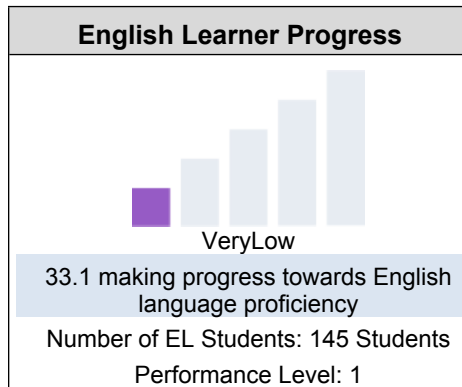 English Learner Progress
VeryLow
33.1 making progress towards English
language proficiency
Number of EL Students: 145 Students
Performance Level: 1